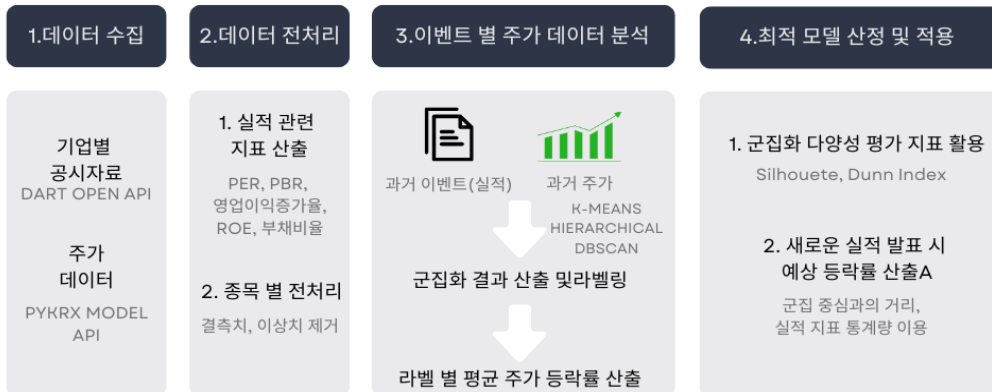 1.데이터 수집
기업별
공시자료
DART OPEN API
주가
데이터
PYKRX MODEL
API
2.데이터 전처리
1. 실적 관련
지표 산출
PER, PBR,
영업이익증가율,
ROE, 부채비율
2. 종목 별 전처리
결측치, 이상치 제거
3.이벤트 별 주가 데이터 분석
과거 이벤트(실적)
과거 주가
K-MEANS
HIERARCHICAL
DBSCAN
군집화 결과 산출 및라벨링
라벨 별 평균 주가 등락률 산출
4.최적 모델 산정 및 적용
1. 군집화 다양성 평가 지표 활용
Silhouete, Dunn Index
2. 새로운 실적 발표 시
예상 등락률 산출A
군집 중심과의 거리,
실적 지표 통계량 이용